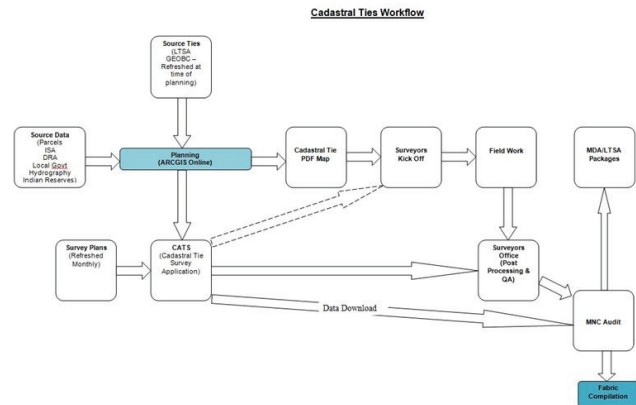 Cadastral Ties Workflow
Source Ties
(LTSA
GEOBC –
Refreshed at
time of
planning)
Source Data
(Parcels
ISA
DRA
Local Govt
Hydrography
Indian Reserves)
Planning
(ARCGIS Online)
Cadastral Tie
PDF Map
Surveyors
Kick Off
Field Work
MDA/LTSA
Packages
Survey Plans
(Refreshed
Monthly)
CATS
(Cadastral Tie
Survey
Application)
Surveyors
Office
(Post
Processing &
QA)
Data Download
MNC Audit
Fabric
Compilation